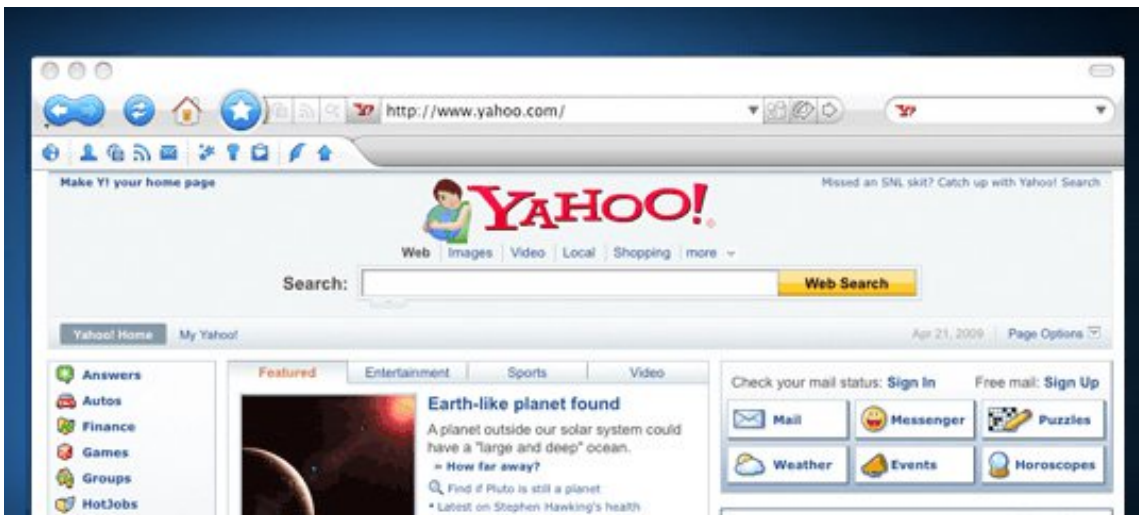 http://www.yahoo.com/
Make Y! your home page
Missed an SNL skit? Catch up with Yahoo! Search
YAHOO!
Web Images Video Local Shopping more
Search:
Web Search
Yahoo! Home My Yahoo!
Apr 21, 2009 Page Options
Answers
Autos
Finance
Games
Groups
HotJobs
Featured Entertainment Sports Video
Earth-like planet found
A planet outside our solar system could
have a "large and deep" ocean.
» How far away?
Find if Pluto is still a planet
• Latest on Stephen Hawking's health
Check your mail status: Sign In Free mail: Sign Up
Mail Messenger Puzzles
Weather Events Horoscopes